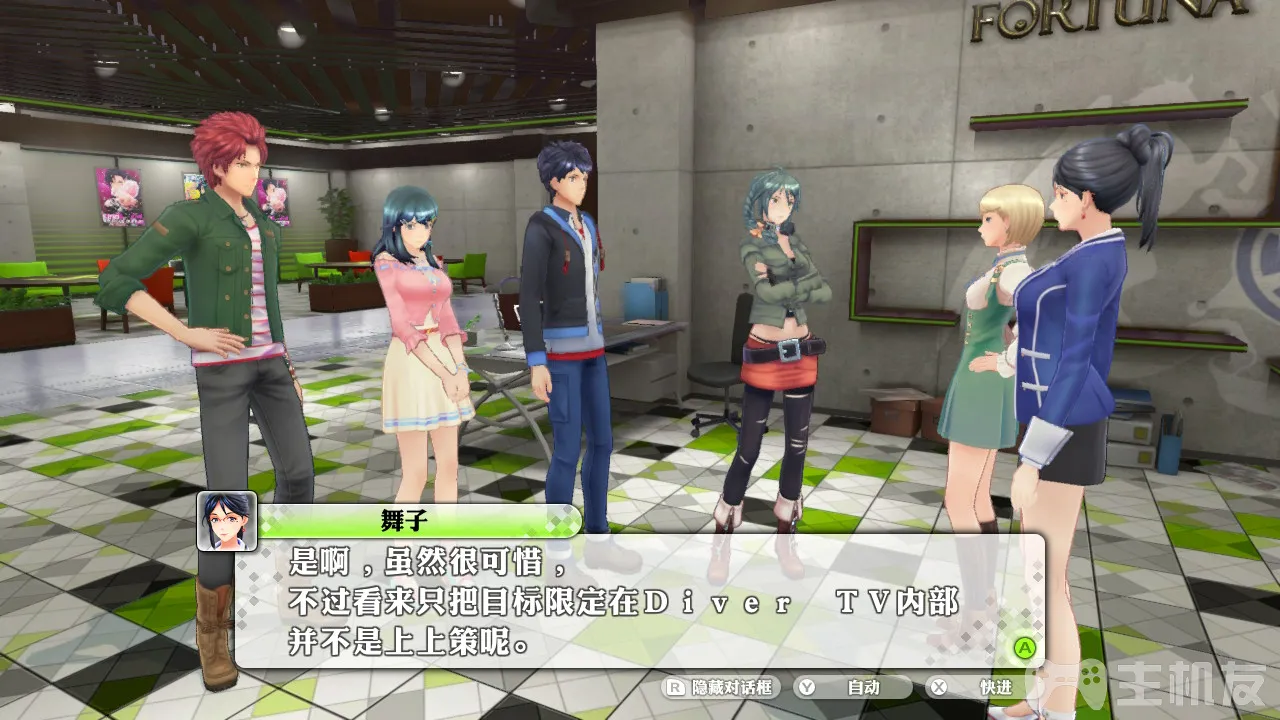 FORTUNA
舞子
是啊，虽然很可惜，
不过看来只把目标限定在Diver TV内部
并不是上上策呢。
A
R 隐藏对话框 Y 自动 X 快进
主机友